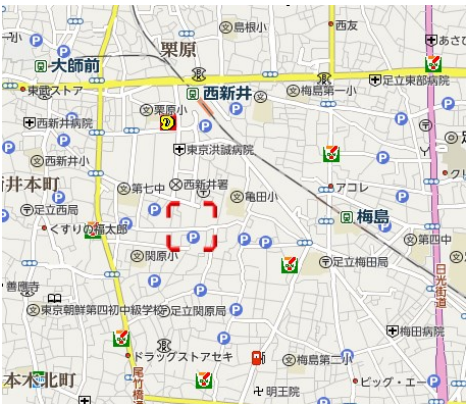 島根小
西友
栗原
大師前
東武ストア
西新井
梅島第一小
足立東部病院
栗原小
西新井病院
東京洪誠病院
西新井小
井本町
第七中
西新井署
亀田小
アコレ
足立西局
くすりの福太郎
梅島
第四中
関原小
足立梅田局
日光街道
善應寺
東京朝鮮第四初中級学校
足立関原局
梅田病院
ドラッグストアセキ
梅島第二小
本木北町
尾竹橋通
明王院
ビッグ・エー